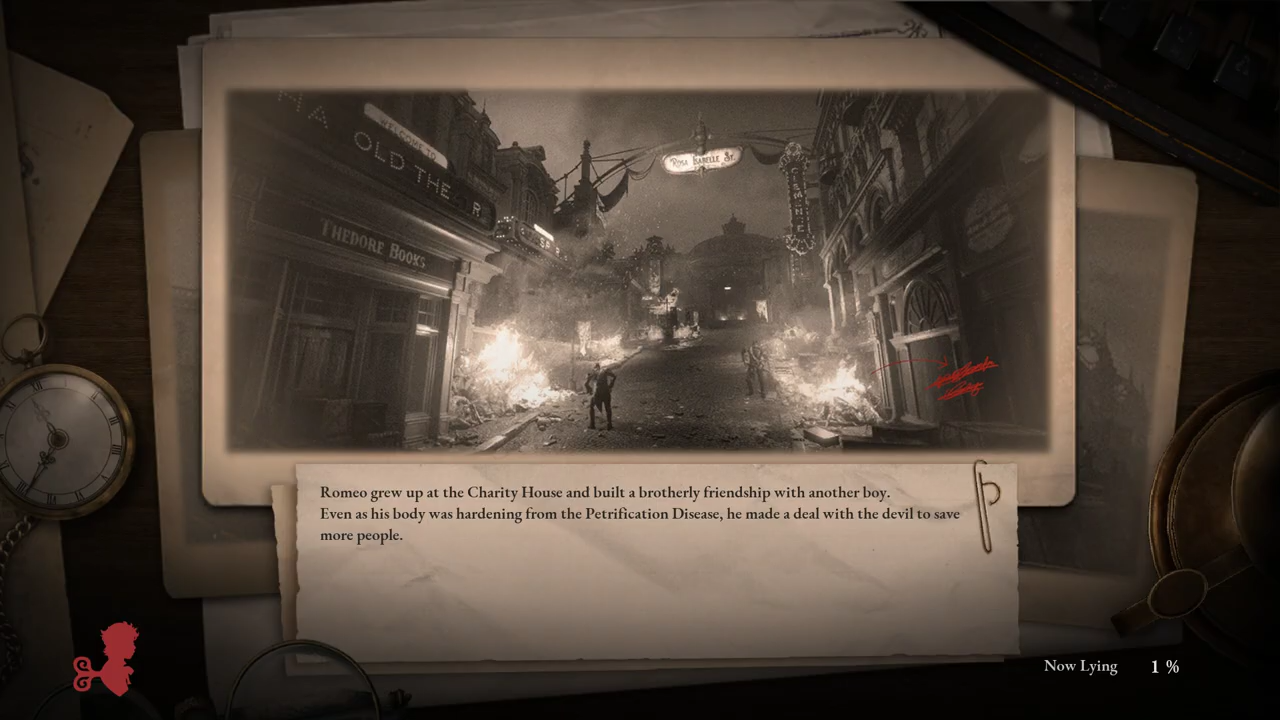 WELCOME TO
OLD THE R
ROSA ISABELLE St.
THEDORE BOOKS
Romeo grew up at the Charity House and built a brotherly friendship with another boy.
Even as his body was hardening from the Petrification Disease, he made a deal with the devil to save
more people.
Now Lying 1 %